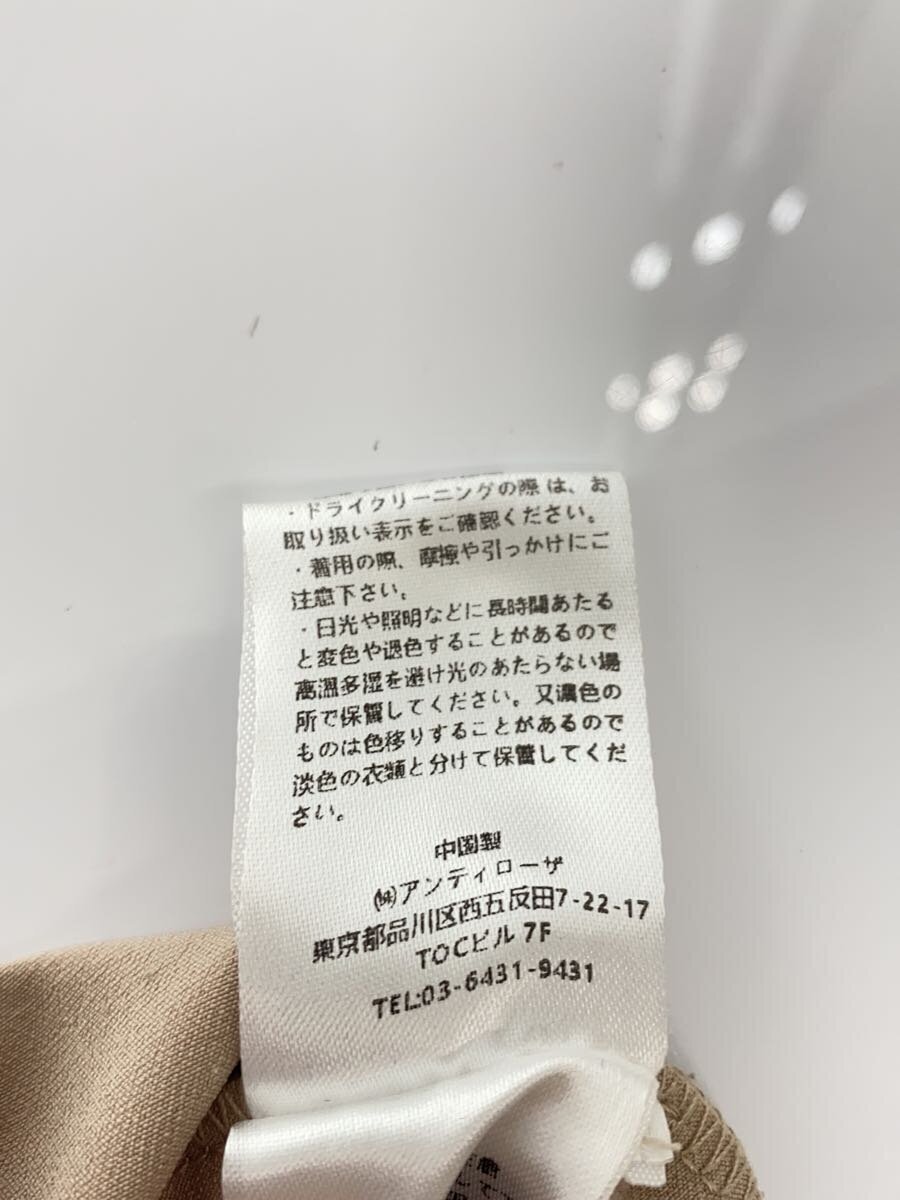 ・ドライクリーニングの際は、お
取り扱い表示をご確認ください。
・着用の際、摩擦や引っかけにご
注意下さい。
・日光や照明などに長時間あたる
と変色や退色することがあるので
高温多湿を避け光のあたらない場
所で保管してください。又濃色の
ものは色移りすることがあるので
淡色の衣類と分けて保管してくだ
さい。
中国製
㈱アンティローザ
東京都品川区西五反田7-22-17
TOCビル 7F
TEL:03-6431-9431